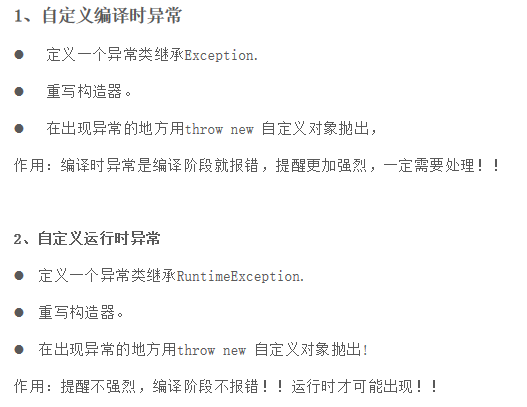 1、自定义编译时异常
● 定义一个异常类继承Exception.
● 重写构造器。
● 在出现异常的地方用throw new 自定义对象抛出，
作用：编译时异常是编译阶段就报错，提醒更加强烈，一定需要处理！！
2、自定义运行时异常
● 定义一个异常类继承RuntimeException.
● 重写构造器。
● 在出现异常的地方用throw new 自定义对象抛出!
作用：提醒不强烈，编译阶段不报错！！运行时才可能出现！！